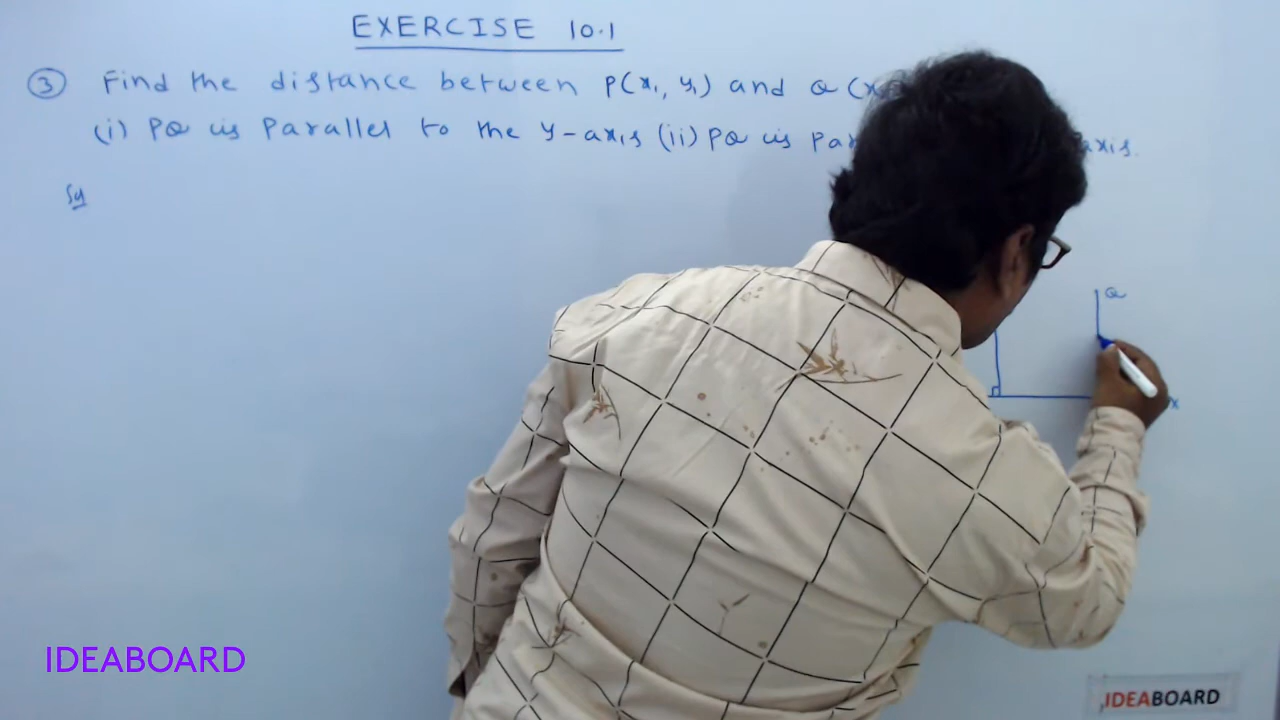 EXERCISE 10.1
③ Find the distance between P(x₁, y₁) and Q (x
(i) PQ is parallel to the y-axis (ii) PQ is par axis.
Sol
Q
x
IDEABOARD
IDEABOARD